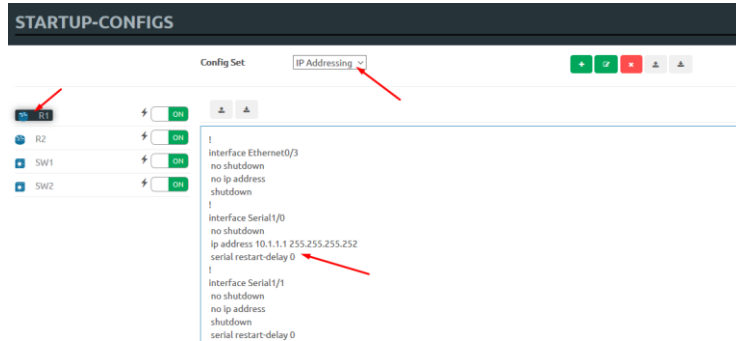 STARTUP-CONFIGS
Config Set IP Addressing
R1 ON
R2 ON
SW1 ON
SW2 ON
!
interface Ethernet0/3
no shutdown
no ip address
shutdown
!
interface Serial1/0
no shutdown
ip address 10.1.1.1 255.255.255.252
serial restart-delay 0
!
interface Serial1/1
no shutdown
no ip address
shutdown
serial restart-delay 0